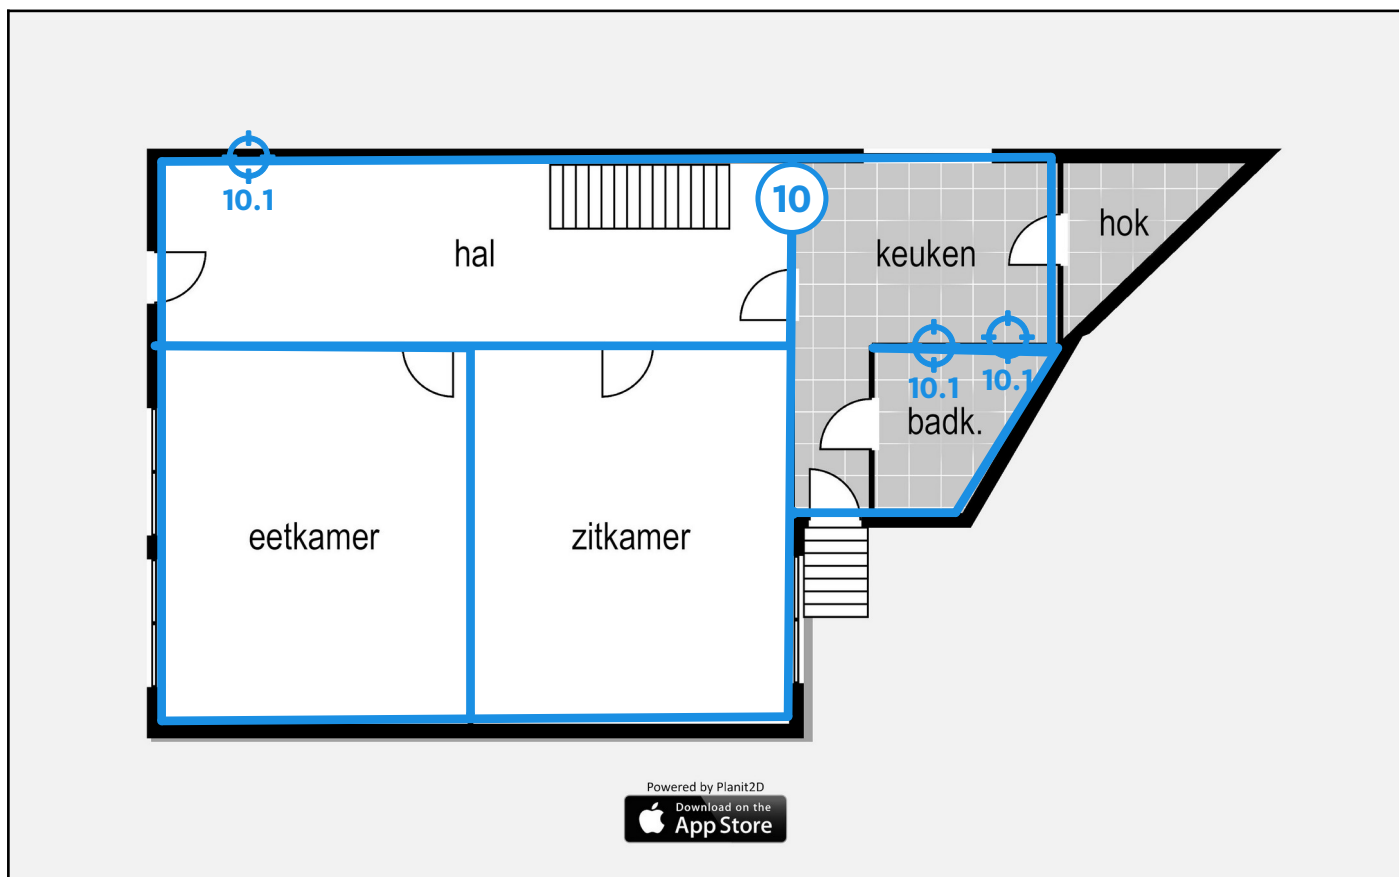 10.1
10
hal
keuken
hok
10.1
10.1
badk.
eetkamer
zitkamer
Powered by Planit2D
Download on the
App Store